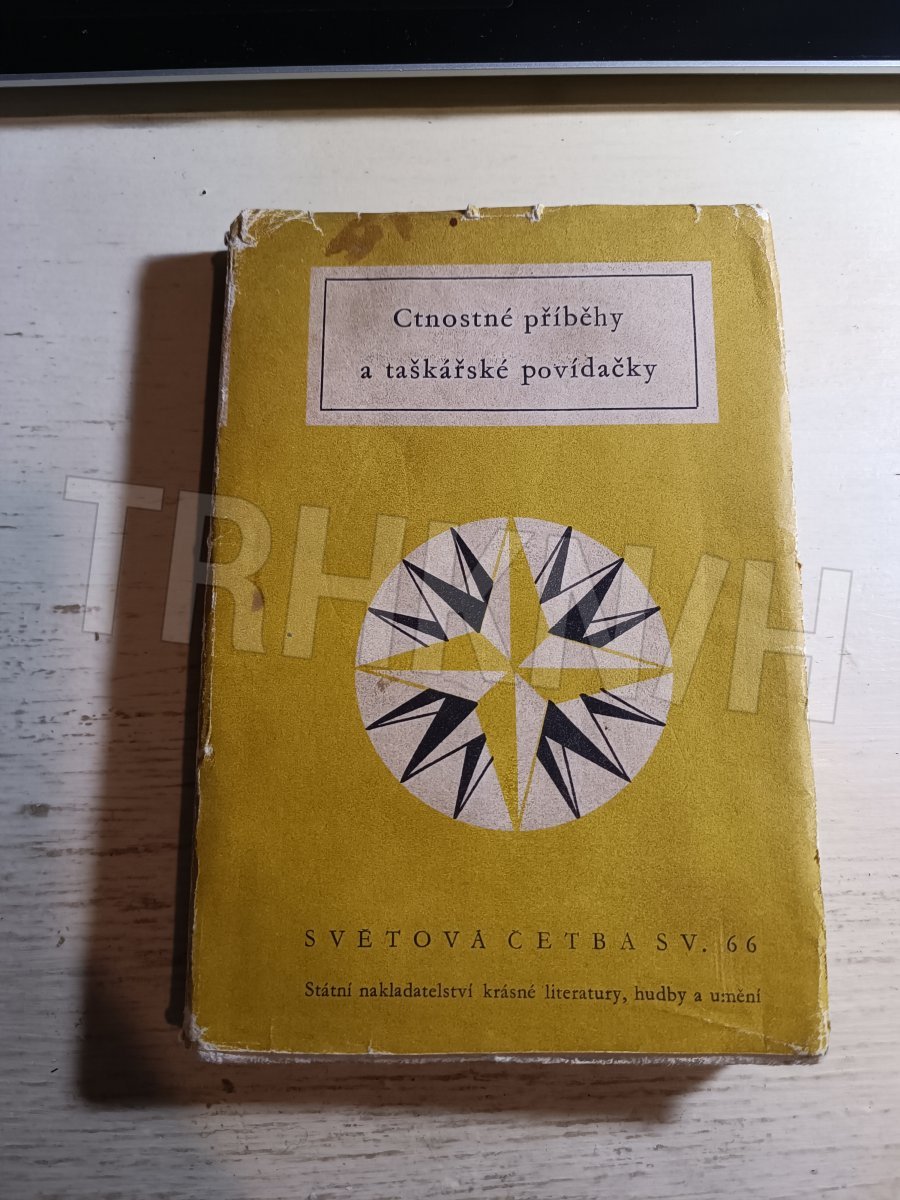 Ctnostné příběhy
a taškářské povídačky
TRHKNIH
SVĚTOVÁ ČETBA SV. 66
Státní nakladatelství krásné literatury, hudby a umění